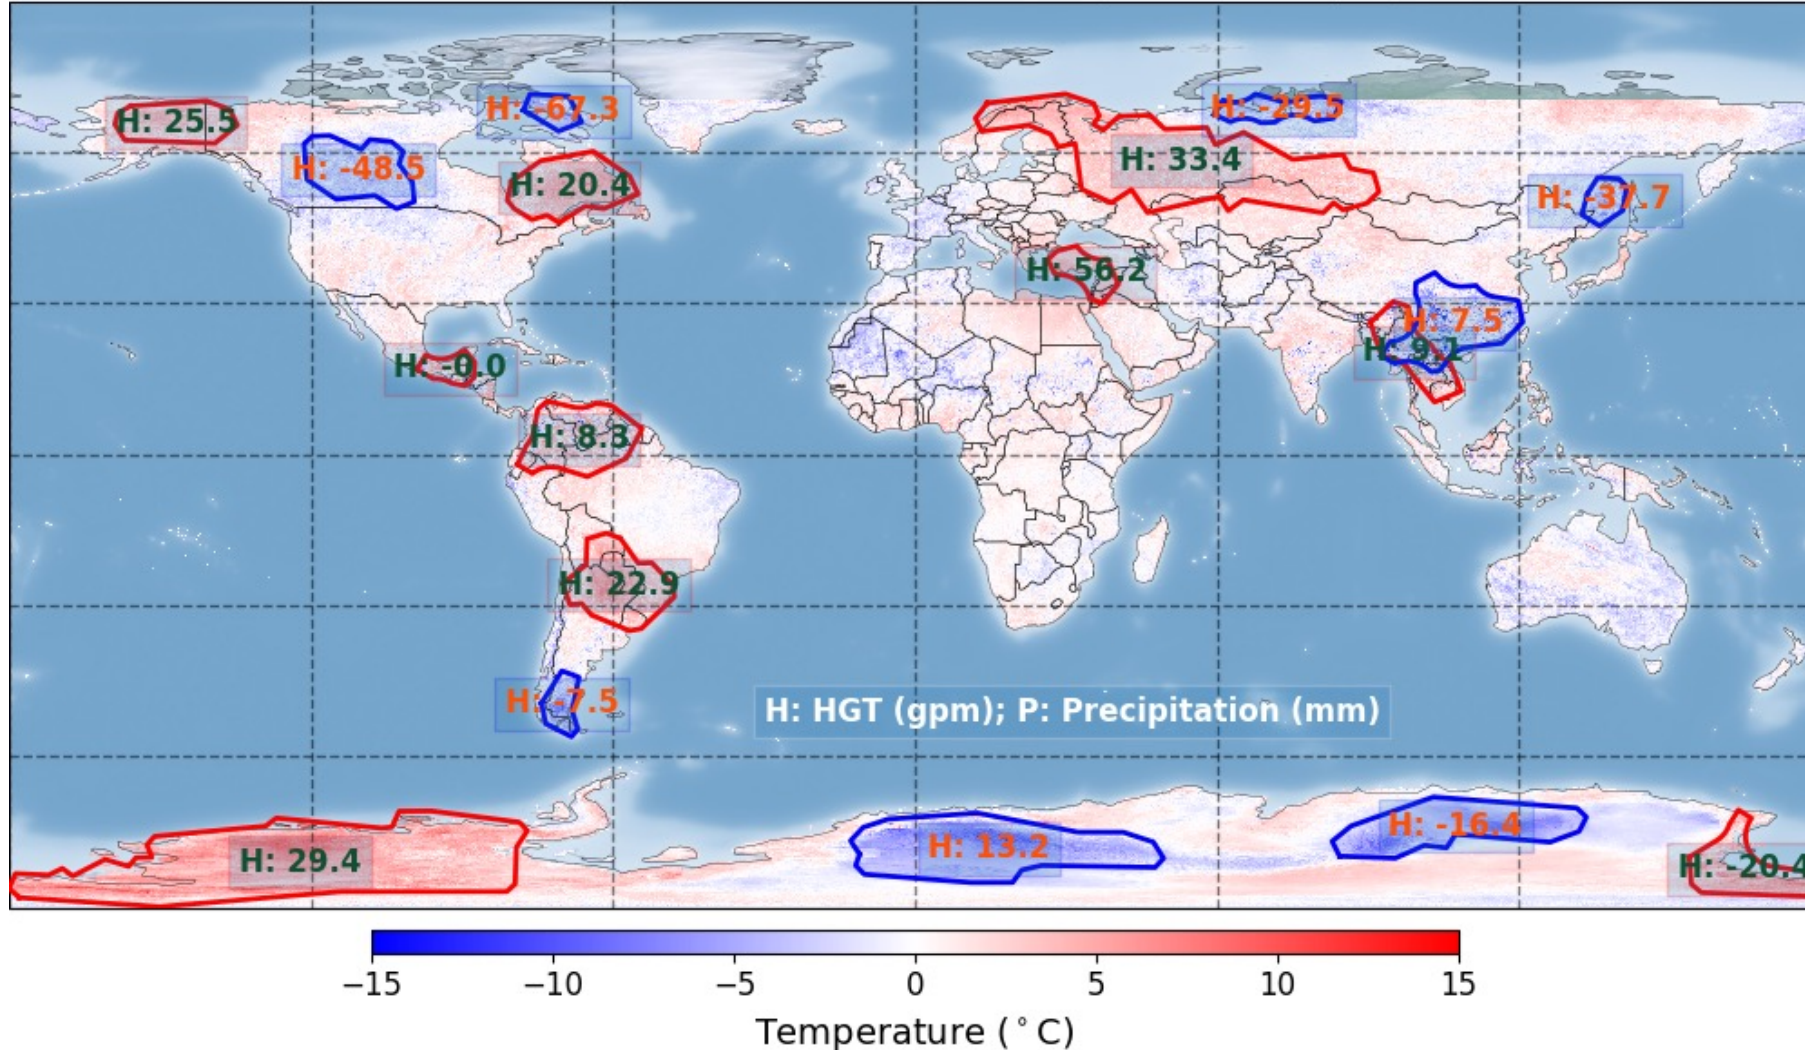 H: 25.5
H: -67.3
H: -29.5
H: -48.5
H: 20.4
H: 33.4
H: -37.7
H: 56.2
H: 7.5
H: 9.1
H: -0.0
H: 8.3
H: 22.9
H: -7.5
H: HGT (gpm); P: Precipitation (mm)
H: 29.4
H: 13.2
H: -16.4
H: -20.4
−15 −10 −5 0 5 10 15
Temperature (°C)